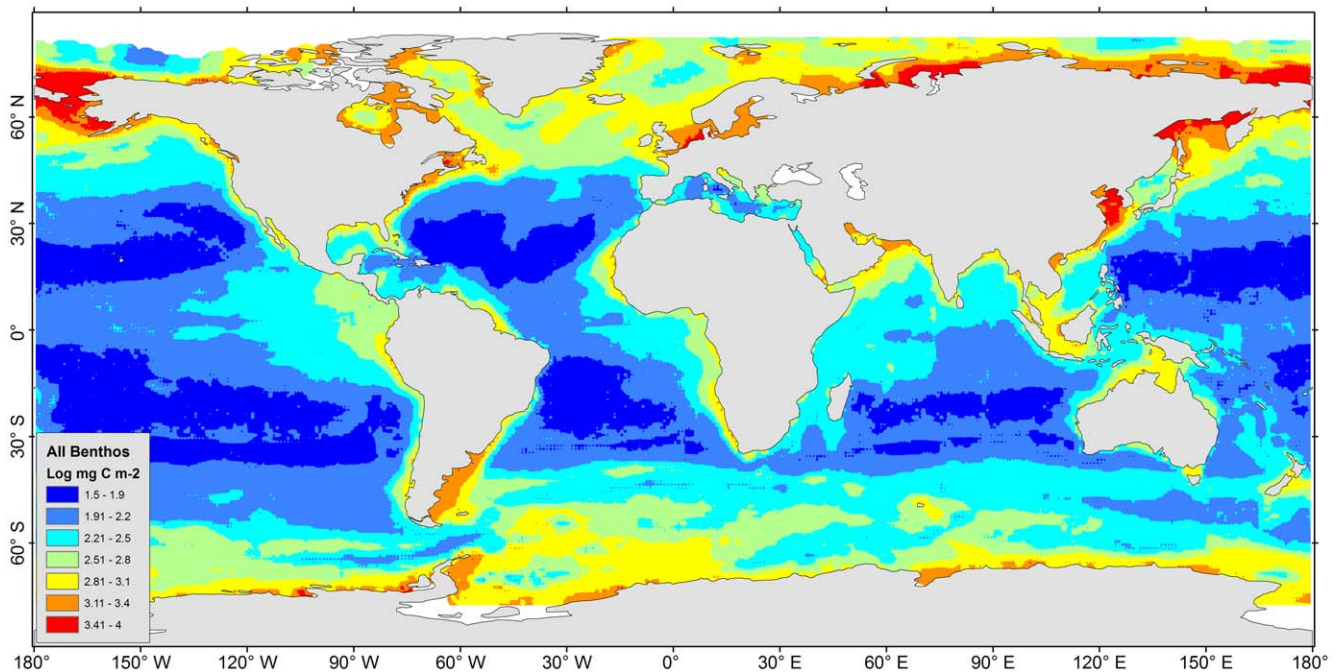 60° N
30° N
0°
30° S
60° S
All Benthos
Log mg C m-2
1.5 - 1.9
1.91 - 2.2
2.21 - 2.5
2.51 - 2.8
2.81 - 3.1
3.11 - 3.4
3.41 - 4
180° 150° W 120° W 90° W 60° W 30° W 0° 30° E 60° E 90° E 120° E 150° E 180°